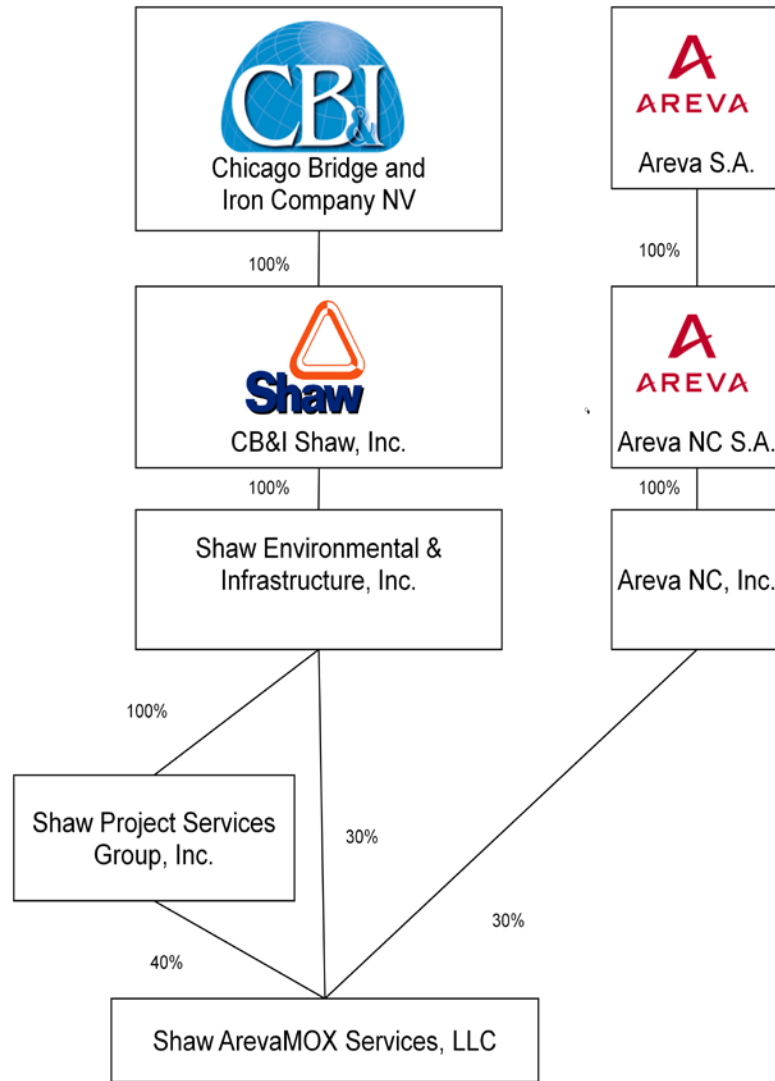 CB&I
Chicago Bridge and
Iron Company NV
A
AREVA
Areva S.A.
100%
100%
Shaw
CB&I Shaw, Inc.
AREVA
Areva NC S.A.
100%
100%
Shaw Environmental &
Infrastructure, Inc.
Areva NC, Inc.
100%
Shaw Project Services
Group, Inc.
30%
30%
40%
Shaw ArevaMOX Services, LLC